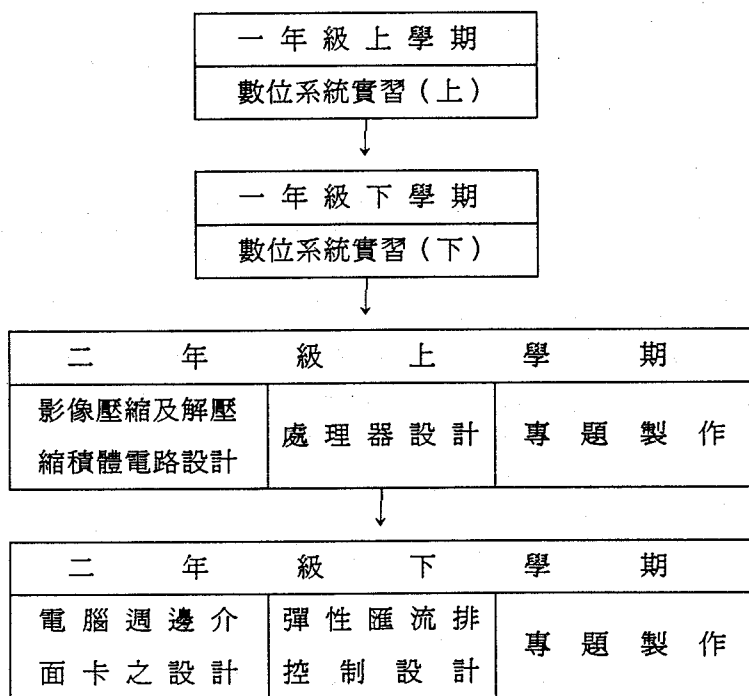 一年級上學期
數位系統實習(上)
一年級下學期
數位系統實習(下)
二年級上學期
影像壓縮及解壓
縮積體電路設計
處理器設計
專題製作
二年級下學期
電腦週邊介
面卡之設計
彈性匯流排
控制設計
專題製作